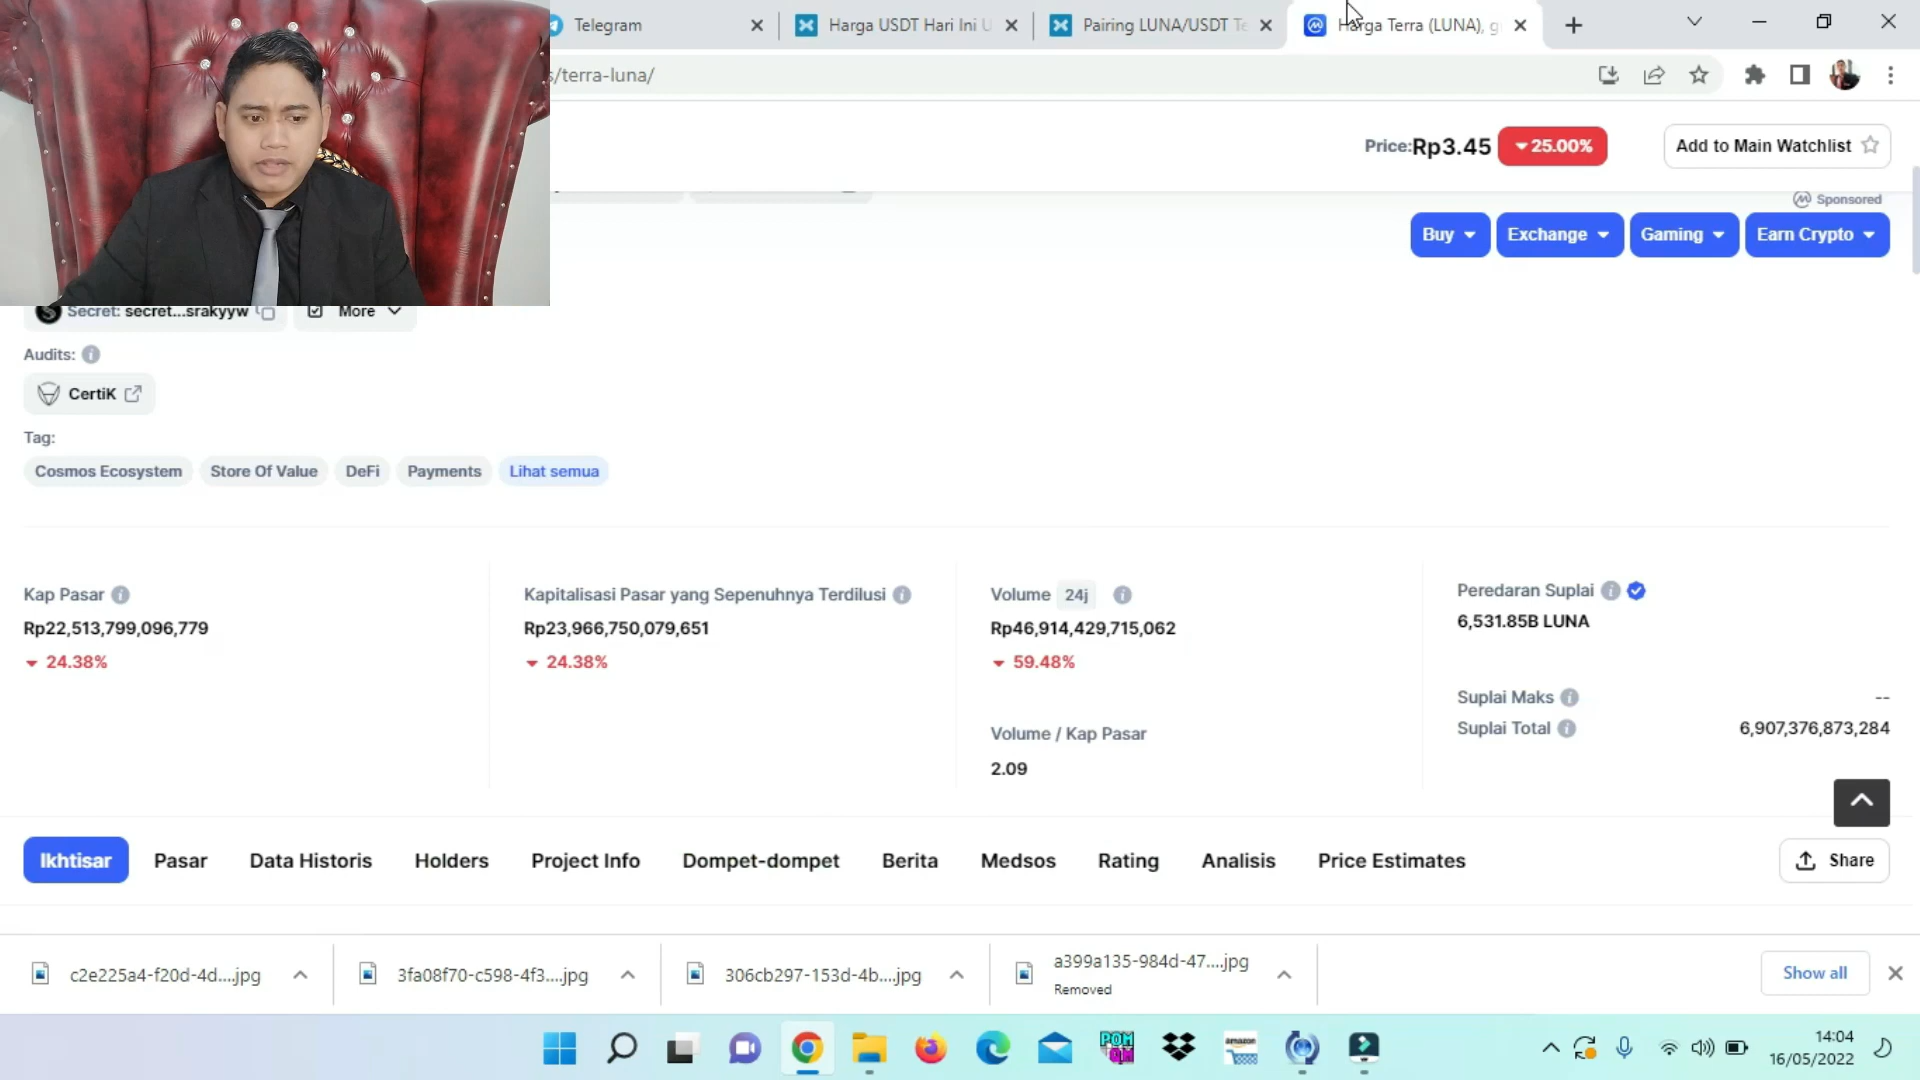 Telegram
Harga USDT Hari Ini U
Pairing LUNA/USDT Te
Harga Terra (LUNA), g
s/terra-luna/
Price:Rp3.45
25.00%
Add to Main Watchlist
Sponsored
Buy
Exchange
Gaming
Earn Crypto
Secret: secret...srakyyw
More
Audits:
CertiK
Tag:
Cosmos Ecosystem
Store Of Value
DeFi
Payments
Lihat semua
Kap Pasar
Rp22,513,799,096,779
24.38%
Kapitalisasi Pasar yang Sepenuhnya Terdilusi
Rp23,966,750,079,651
24.38%
Volume 24j
Rp46,914,429,715,062
59.48%
Volume / Kap Pasar
2.09
Peredaran Suplai
6,531.85B LUNA
Suplai Maks --
Suplai Total 6,907,376,873,284
Ikhtisar
Pasar
Data Historis
Holders
Project Info
Dompet-dompet
Berita
Medsos
Rating
Analisis
Price Estimates
Share
c2e225a4-f20d-4d....jpg
3fa08f70-c598-4f3....jpg
306cb297-153d-4b....jpg
a399a135-984d-47....jpg
Removed
Show all
POM
QM
amazon
14:04
16/05/2022